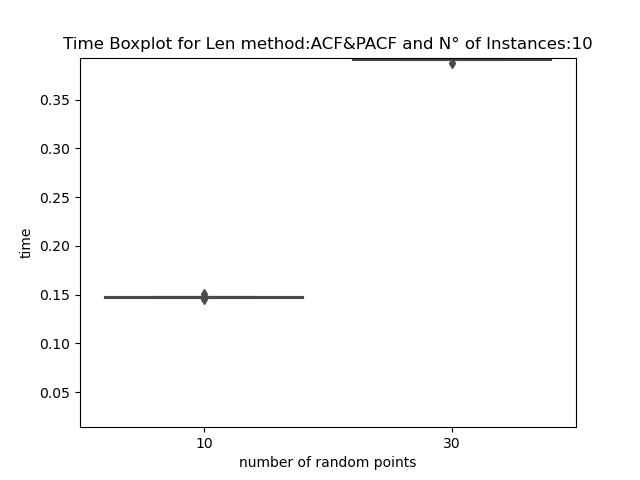 Time Boxplot for Len method:ACF&PACF and N° of Instances:10
0.35
0.30
0.25
0.20
0.15
0.10
0.05
time
10 30
number of random points